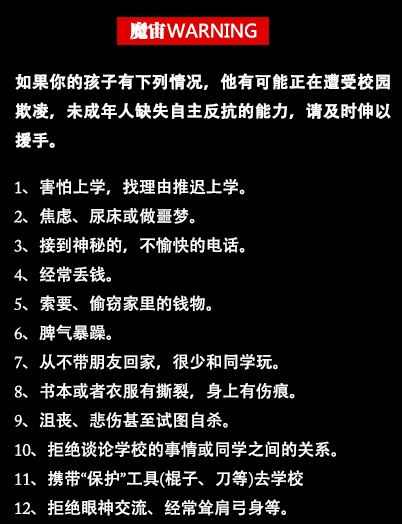 魔宙WARNING
如果你的孩子有下列情况，他有可能正在遭受校园
欺凌，未成年人缺失自主反抗的能力，请及时伸以
援手。
1、害怕上学，找理由推迟上学。
2、焦虑、尿床或做噩梦。
3、接到神秘的，不愉快的电话。
4、经常丢钱。
5、索要、偷窃家里的钱物。
6、脾气暴躁。
7、从不带朋友回家，很少和同学玩。
8、书本或者衣服有撕裂，身上有伤痕。
9、沮丧、悲伤甚至试图自杀。
10、拒绝谈论学校的事情或同学之间的关系。
11、携带“保护”工具(棍子、刀等)去学校
12、拒绝眼神交流、经常耸肩弓身等。